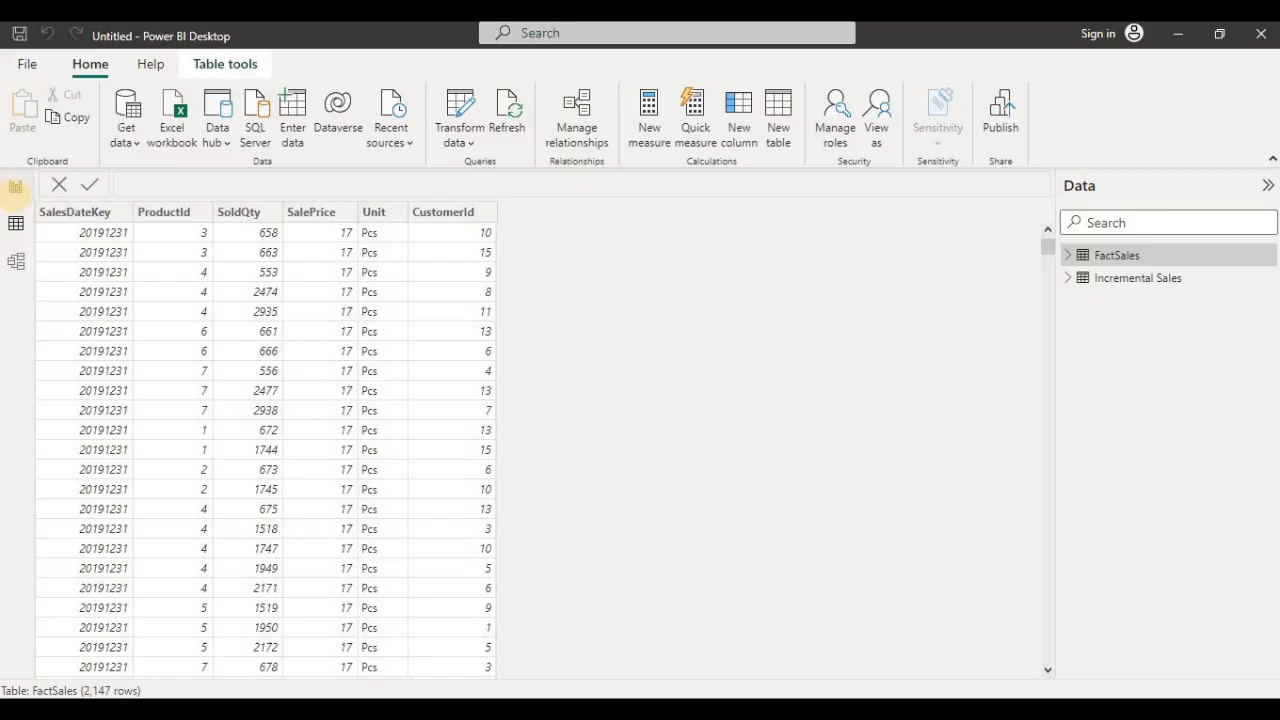 Untitled - Power BI Desktop
Search
Sign in
File
Home
Help
Table tools
Paste
Cut
Copy
Get data
Excel workbook
Data hub
SQL Server
Enter data
Dataverse
Recent sources
Transform data
Refresh
Manage relationships
New measure
Quick measure
New column
New table
Manage roles
View as
Sensitivity
Publish
Clipboard
Data
Queries
Relationships
Calculations
Security
Sensitivity
Share
SalesDateKey ProductId SoldQty SalePrice Unit CustomerId
20191231 3 658 17 Pcs 10
20191231 3 663 17 Pcs 15
20191231 4 553 17 Pcs 9
20191231 4 2474 17 Pcs 8
20191231 4 2935 17 Pcs 11
20191231 6 661 17 Pcs 13
20191231 6 666 17 Pcs 6
20191231 7 556 17 Pcs 4
20191231 7 2477 17 Pcs 13
20191231 7 2938 17 Pcs 7
20191231 1 672 17 Pcs 13
20191231 1 1744 17 Pcs 15
20191231 2 673 17 Pcs 6
20191231 2 1745 17 Pcs 10
20191231 4 675 17 Pcs 13
20191231 4 1518 17 Pcs 3
20191231 4 1747 17 Pcs 10
20191231 4 1949 17 Pcs 5
20191231 4 2171 17 Pcs 6
20191231 5 1519 17 Pcs 9
20191231 5 1950 17 Pcs 1
20191231 5 2172 17 Pcs 5
20191231 7 678 17 Pcs 3
Data
Search
FactSales
Incremental Sales
Table: FactSales (2,147 rows)